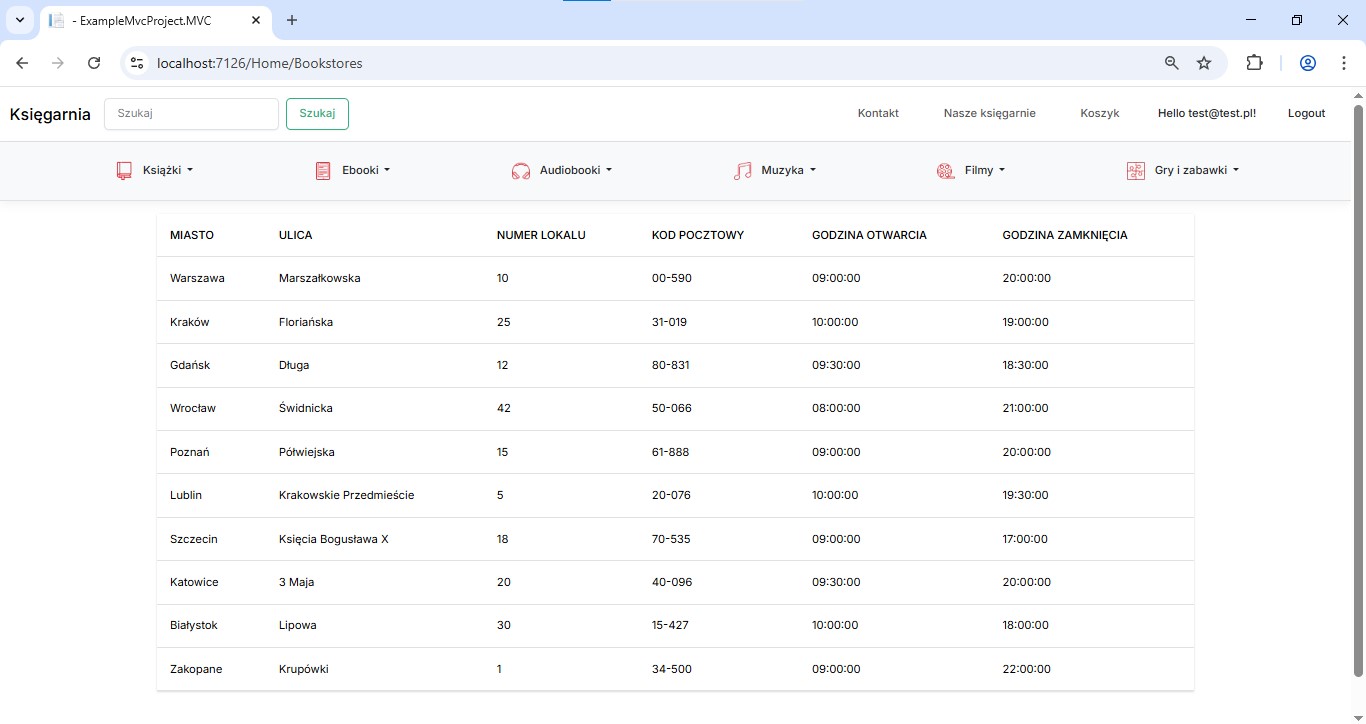 - ExampleMvcProject.MVC
localhost:7126/Home/Bookstores
Księgarnia Szukaj Szukaj Kontakt Nasze księgarnie Koszyk Hello test@test.pl! Logout
Książki Ebooki Audiobooki Muzyka Filmy Gry i zabawki
MIASTO ULICA NUMER LOKALU KOD POCZTOWY GODZINA OTWARCIA GODZINA ZAMKNIĘCIA
Warszawa Marszałkowska 10 00-590 09:00:00 20:00:00
Kraków Floriańska 25 31-019 10:00:00 19:00:00
Gdańsk Długa 12 80-831 09:30:00 18:30:00
Wrocław Świdnicka 42 50-066 08:00:00 21:00:00
Poznań Półwiejska 15 61-888 09:00:00 20:00:00
Lublin Krakowskie Przedmieście 5 20-076 10:00:00 19:30:00
Szczecin Księcia Bogusława X 18 70-535 09:00:00 17:00:00
Katowice 3 Maja 20 40-096 09:30:00 20:00:00
Białystok Lipowa 30 15-427 10:00:00 18:00:00
Zakopane Krupówki 1 34-500 09:00:00 22:00:00